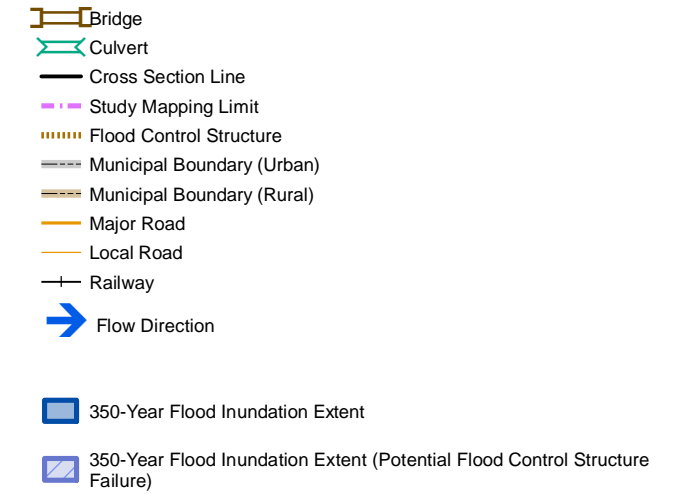 Bridge
Culvert
Cross Section Line
Study Mapping Limit
Flood Control Structure
Municipal Boundary (Urban)
Municipal Boundary (Rural)
Major Road
Local Road
Railway
Flow Direction
350-Year Flood Inundation Extent
350-Year Flood Inundation Extent (Potential Flood Control Structure
Failure)